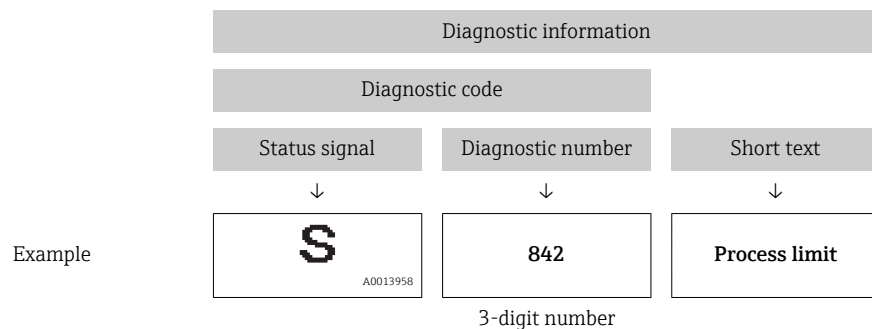 Diagnostic information
Diagnostic code
Status signal Diagnostic number Short text
↓ ↓ ↓
Example S 842 Process limit
A0013958
3-digit number